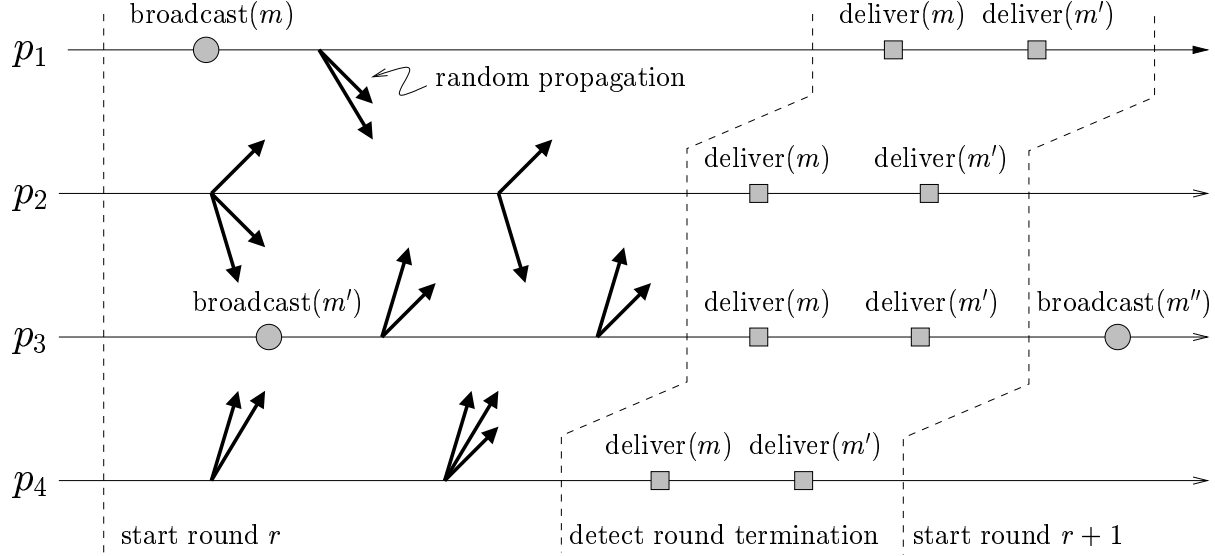 broadcast(m) deliver(m) deliver(m′)
p1
random propagation
deliver(m) deliver(m′)
p2
broadcast(m′) deliver(m) deliver(m′) broadcast(m′′)
p3
deliver(m) deliver(m′)
p4
start round r detect round termination start round r + 1